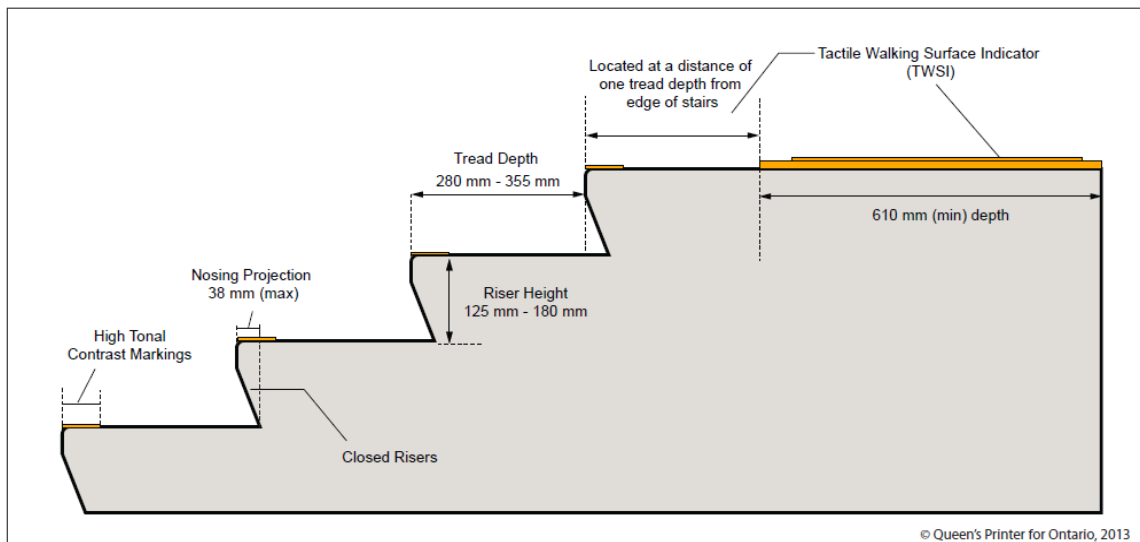 Tactile Walking Surface Indicator
(TWSI)
Located at a distance of
one tread depth from
edge of stairs
Tread Depth
280 mm - 355 mm
610 mm (min) depth
Nosing Projection
38 mm (max)
Riser Height
125 mm - 180 mm
High Tonal
Contrast Markings
Closed Risers
© Queen's Printer for Ontario, 2013